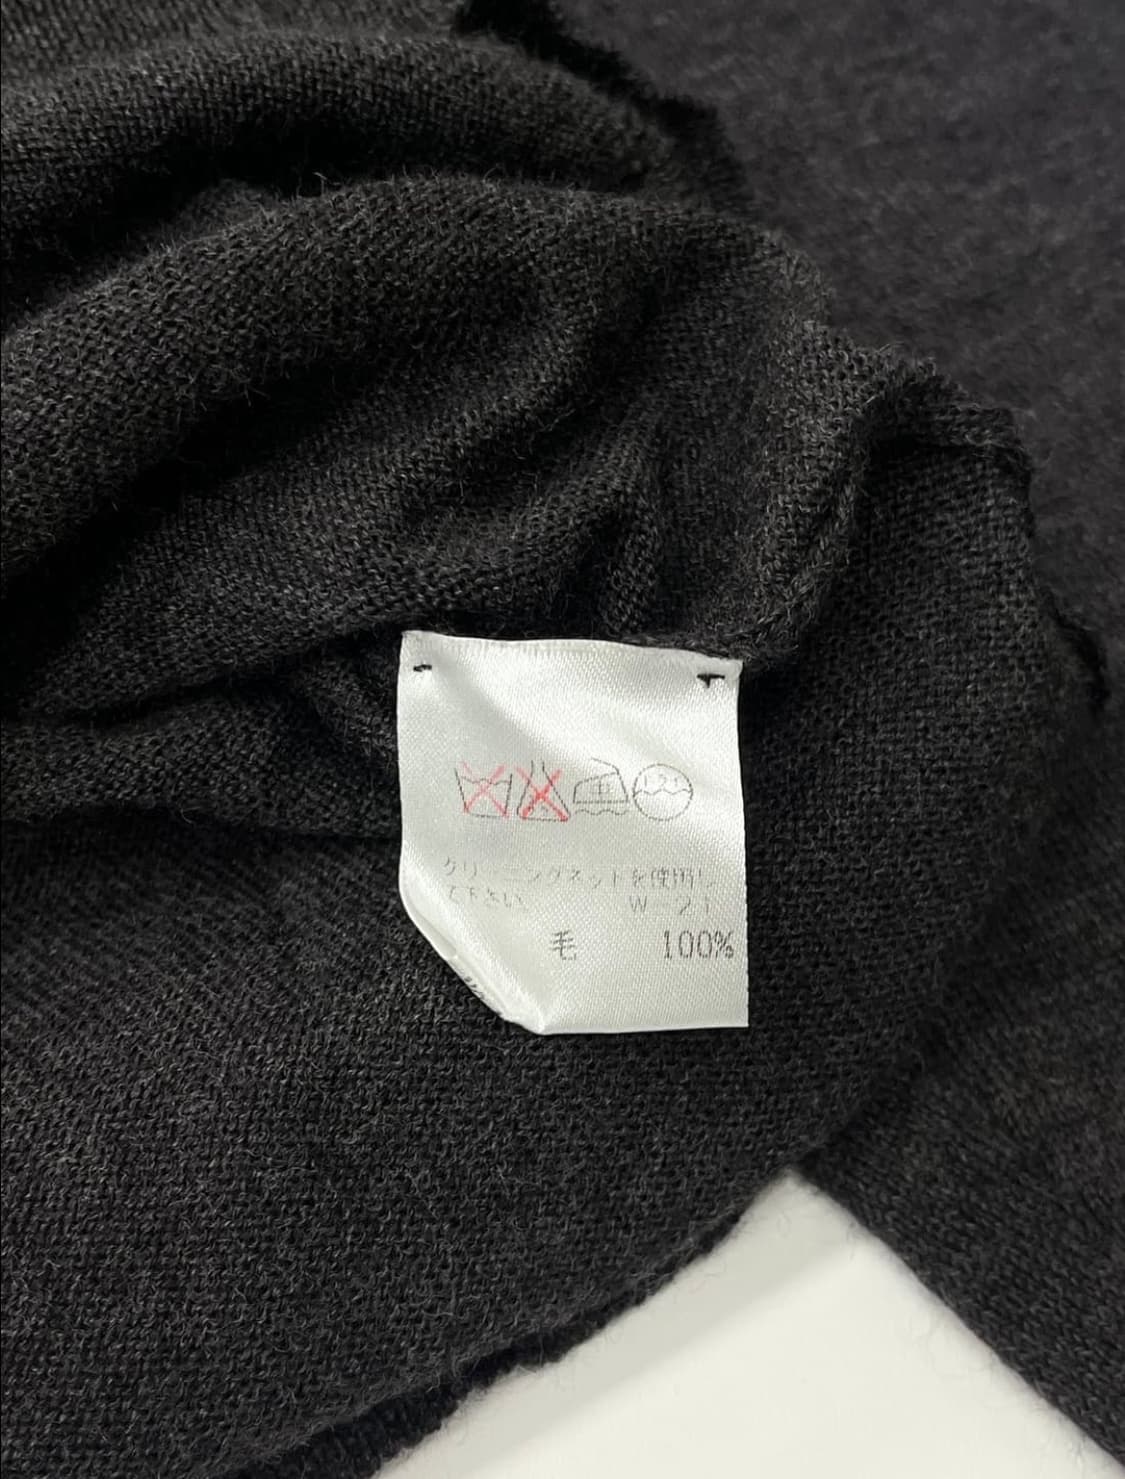 クリーニングネットを使用し
て下さい。 W-21
毛 100%